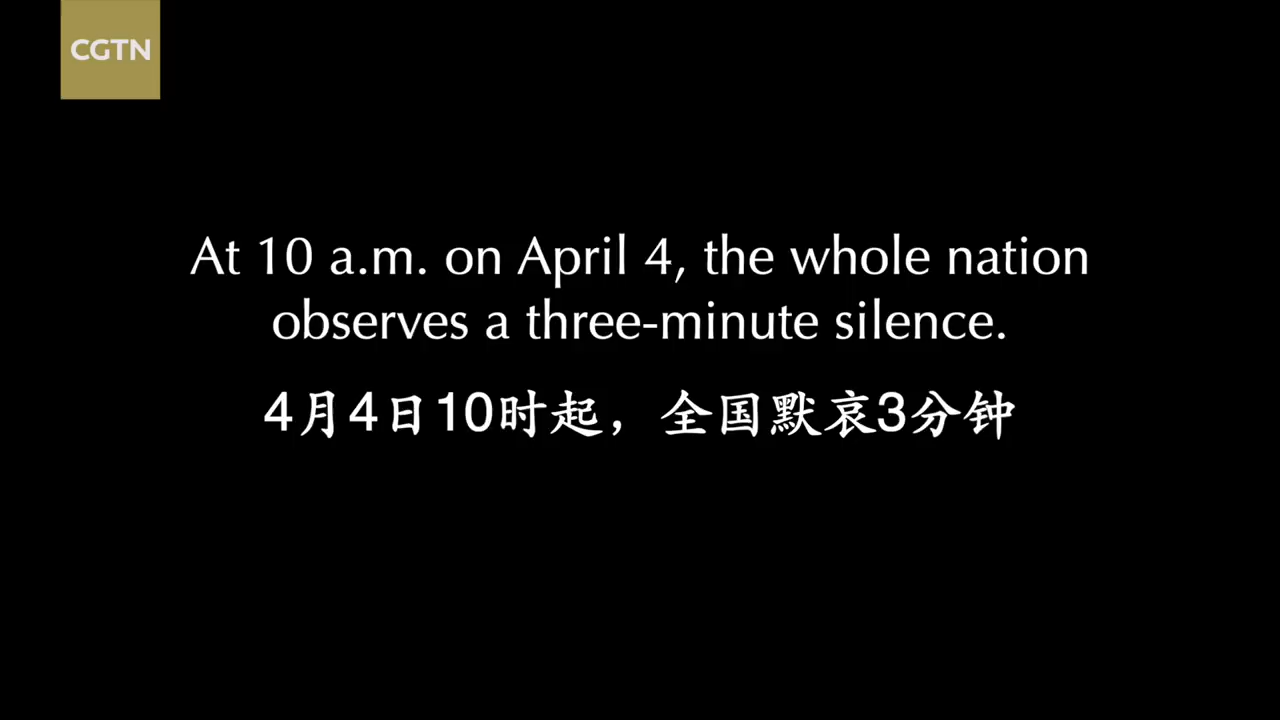 CGTN
At 10 a.m. on April 4, the whole nation
observes a three-minute silence.
4月4日10时起，全国默哀3分钟